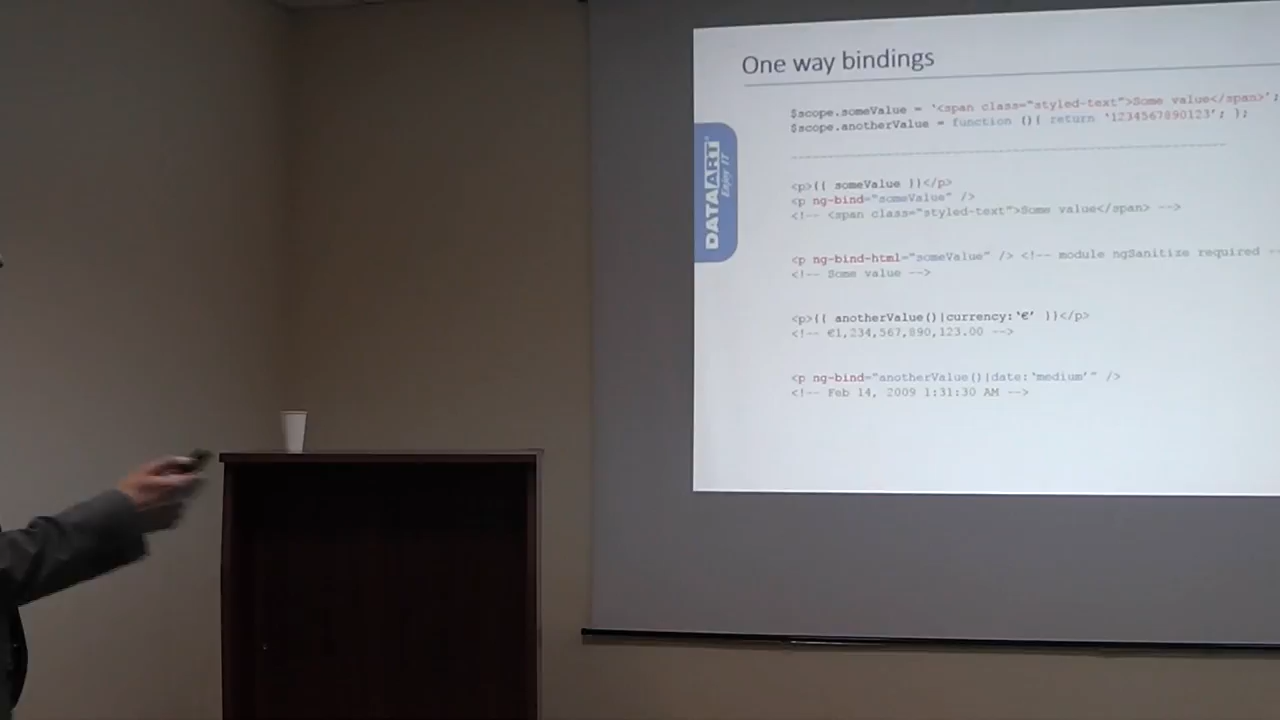 One way bindings
$scope.someValue = '<span class="styled-text">Some value</span>';
$scope.anotherValue = function (){ return '1234567890123'; };
--------------------------------------------------------------
<p>{{ someValue }}</p>
<p ng-bind="someValue" />
<!-- <span class="styled-text">Some value</span> -->
<p ng-bind-html="someValue" /> <!-- module ngSanitize required --
<!-- Some value -->
<p>{{ anotherValue()|currency:'€' }}</p>
<!-- €1,234,567,890,123.00 -->
<p ng-bind="anotherValue()|date:'medium'" />
<!-- Feb 14, 2009 1:31:30 AM -->
DATAART
Enjoy IT